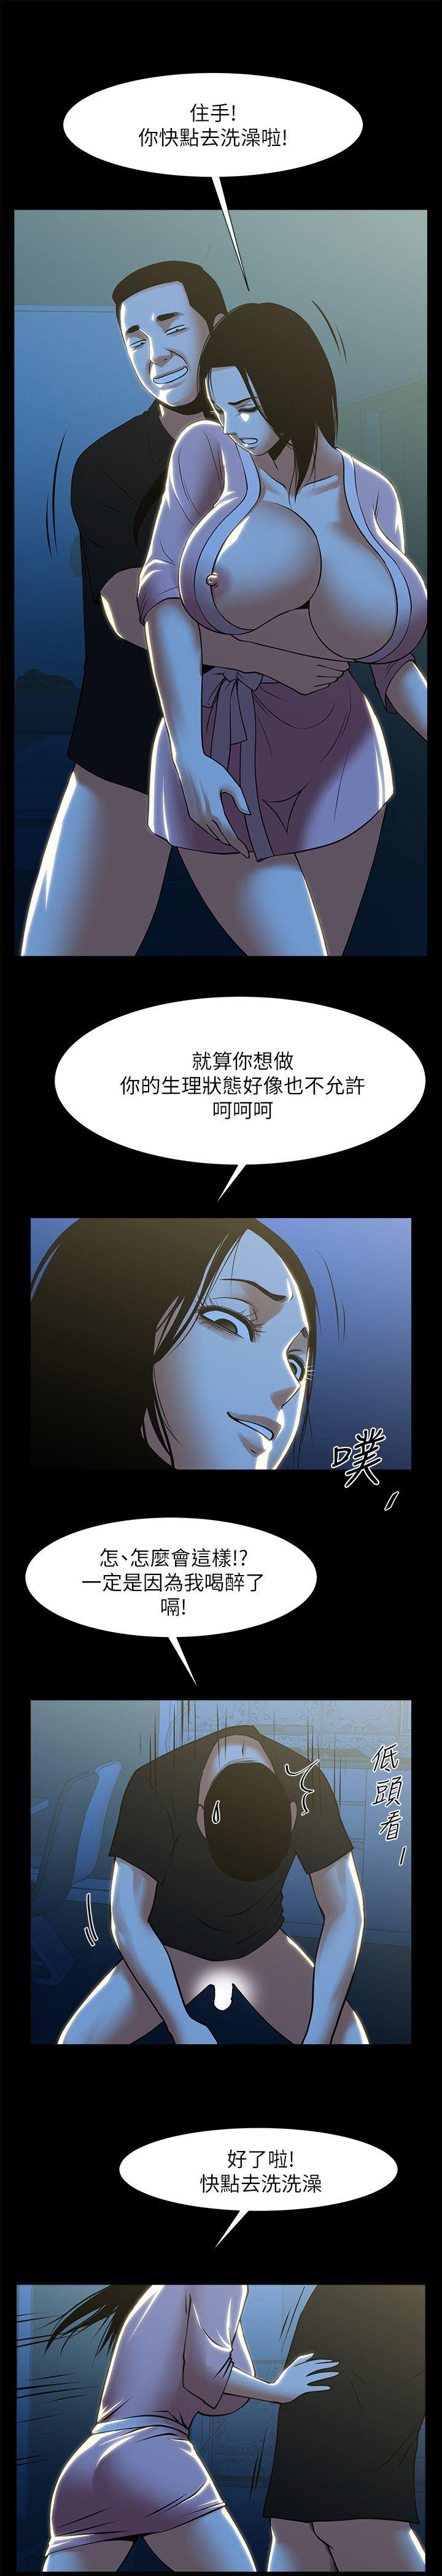 住手!
你快點去洗澡啦!
就算你想做
你的生理狀態好像也不允許
呵呵呵
噗
怎、怎麼會這樣!?
一定是因為我喝醉了
嗝!
低頭看
好了啦!
快點去洗洗澡